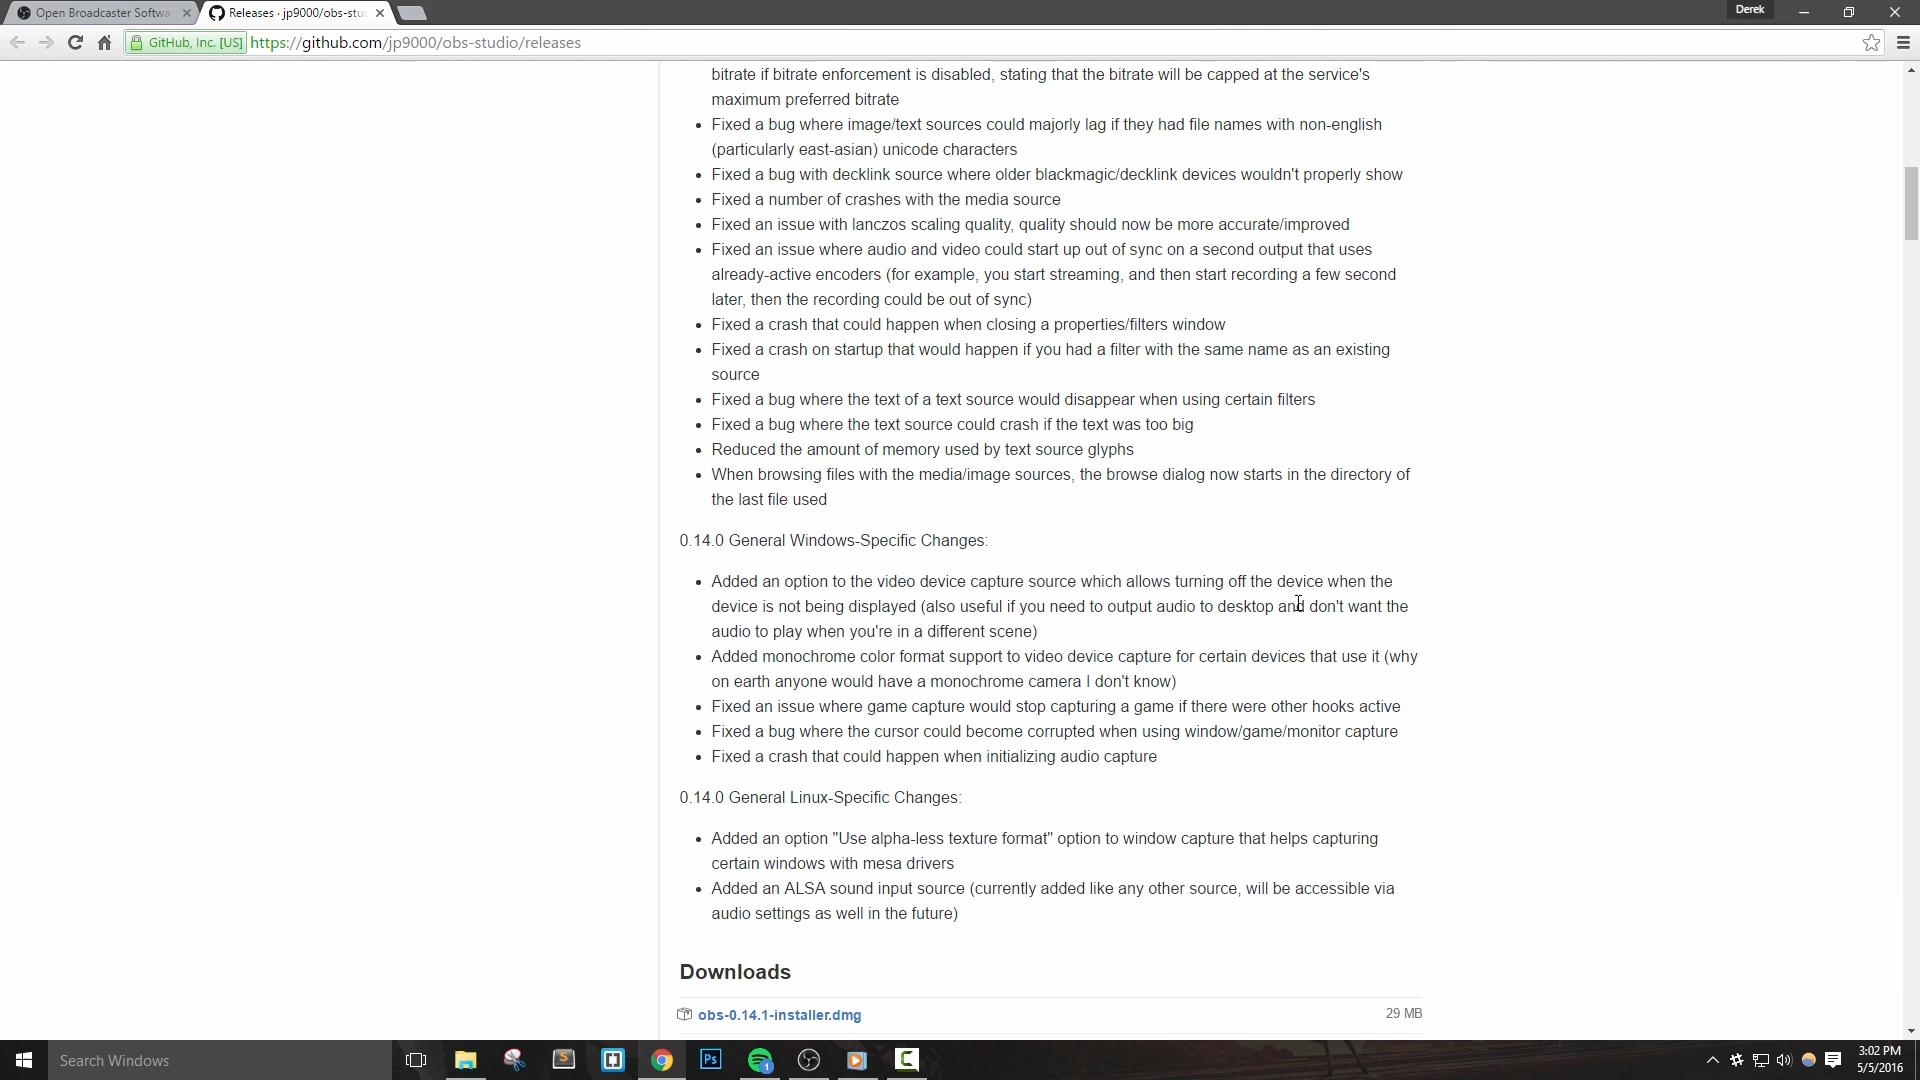 Open Broadcaster Softwa
Releases · jp9000/obs-stu
Derek
GitHub, Inc. [US]
https://github.com/jp9000/obs-studio/releases
bitrate if bitrate enforcement is disabled, stating that the bitrate will be capped at the service's
maximum preferred bitrate
• Fixed a bug where image/text sources could majorly lag if they had file names with non-english
(particularly east-asian) unicode characters
• Fixed a bug with decklink source where older blackmagic/decklink devices wouldn't properly show
• Fixed a number of crashes with the media source
• Fixed an issue with lanczos scaling quality, quality should now be more accurate/improved
• Fixed an issue where audio and video could start up out of sync on a second output that uses
already-active encoders (for example, you start streaming, and then start recording a few second
later, then the recording could be out of sync)
• Fixed a crash that could happen when closing a properties/filters window
• Fixed a crash on startup that would happen if you had a filter with the same name as an existing
source
• Fixed a bug where the text of a text source would disappear when using certain filters
• Fixed a bug where the text source could crash if the text was too big
• Reduced the amount of memory used by text source glyphs
• When browsing files with the media/image sources, the browse dialog now starts in the directory of
the last file used
0.14.0 General Windows-Specific Changes:
• Added an option to the video device capture source which allows turning off the device when the
device is not being displayed (also useful if you need to output audio to desktop and don't want the
audio to play when you're in a different scene)
• Added monochrome color format support to video device capture for certain devices that use it (why
on earth anyone would have a monochrome camera I don't know)
• Fixed an issue where game capture would stop capturing a game if there were other hooks active
• Fixed a bug where the cursor could become corrupted when using window/game/monitor capture
• Fixed a crash that could happen when initializing audio capture
0.14.0 General Linux-Specific Changes:
• Added an option "Use alpha-less texture format" option to window capture that helps capturing
certain windows with mesa drivers
• Added an ALSA sound input source (currently added like any other source, will be accessible via
audio settings as well in the future)
Downloads
obs-0.14.1-installer.dmg
29 MB
Search Windows
S
Ps
1
3:02 PM
5/5/2016